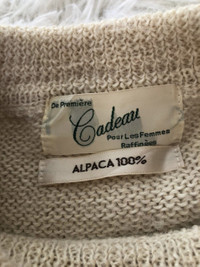 De Première
Cadeau
Pour Les Femmes
Raffinées
ALPACA 100%